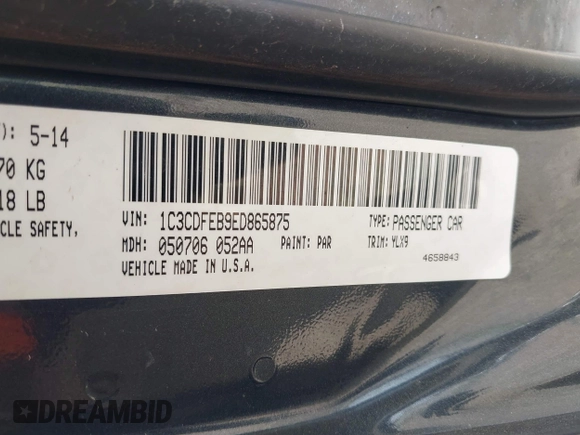 ): 5-14
70 KG
18 LB
CLE SAFETY,
VIN: 1C3CDFEB9ED865875 TYPE: PASSENGER CAR
MDH: 050706 052AA PAINT: PAR TRIM: YLX9
VEHICLE MADE IN U.S.A. 4658843
DREAMBID